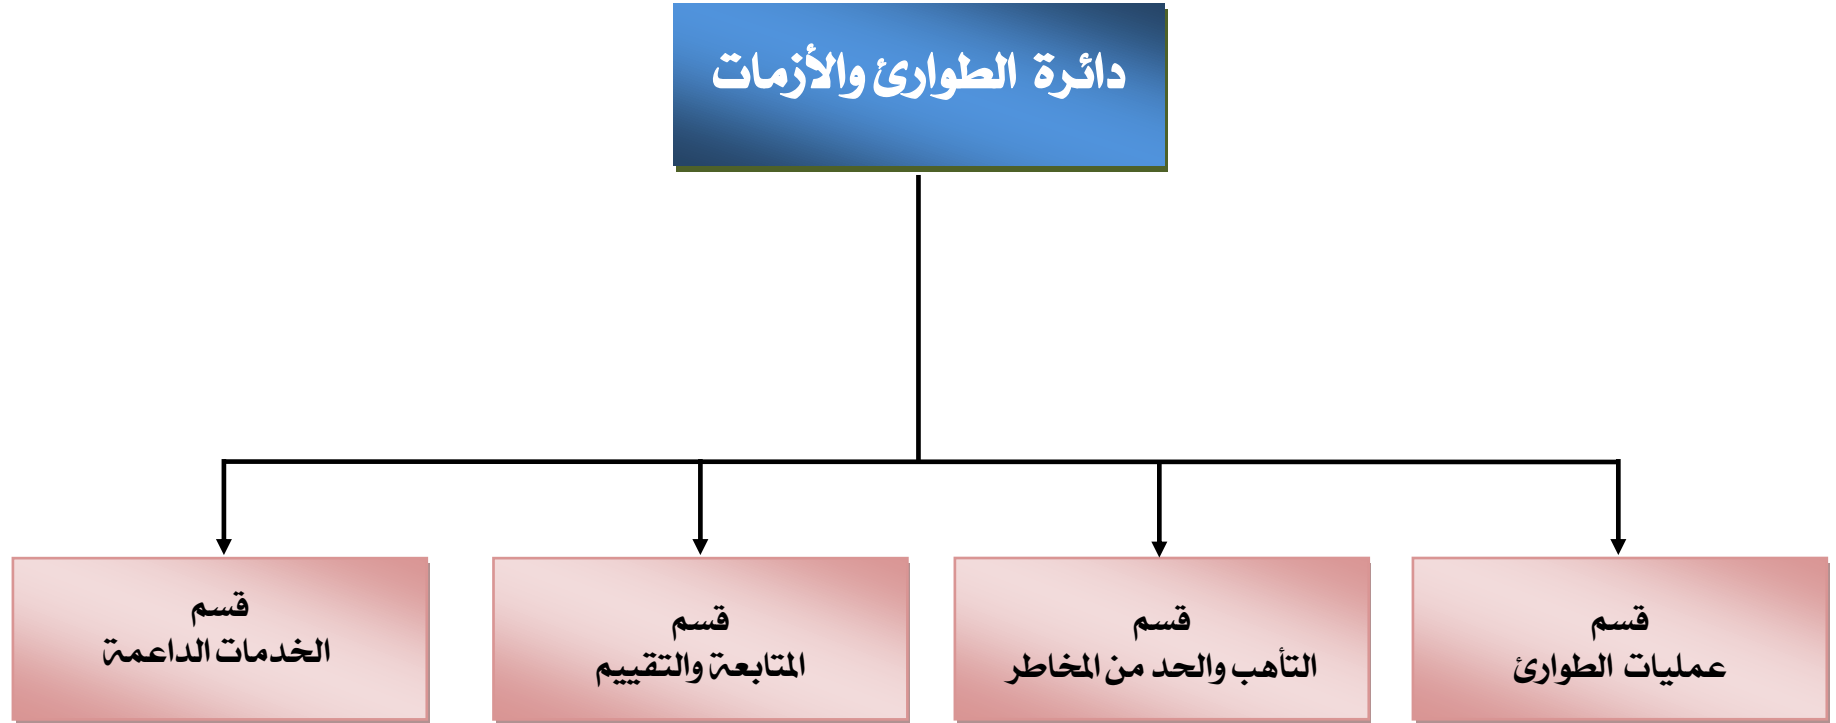 دائرة الطوارئ والأزمات
قسم
عمليات الطوارئ
قسم
التأهب والحد من المخاطر
قسم
المتابعة والتقييم
قسم
الخدمات الداعمة